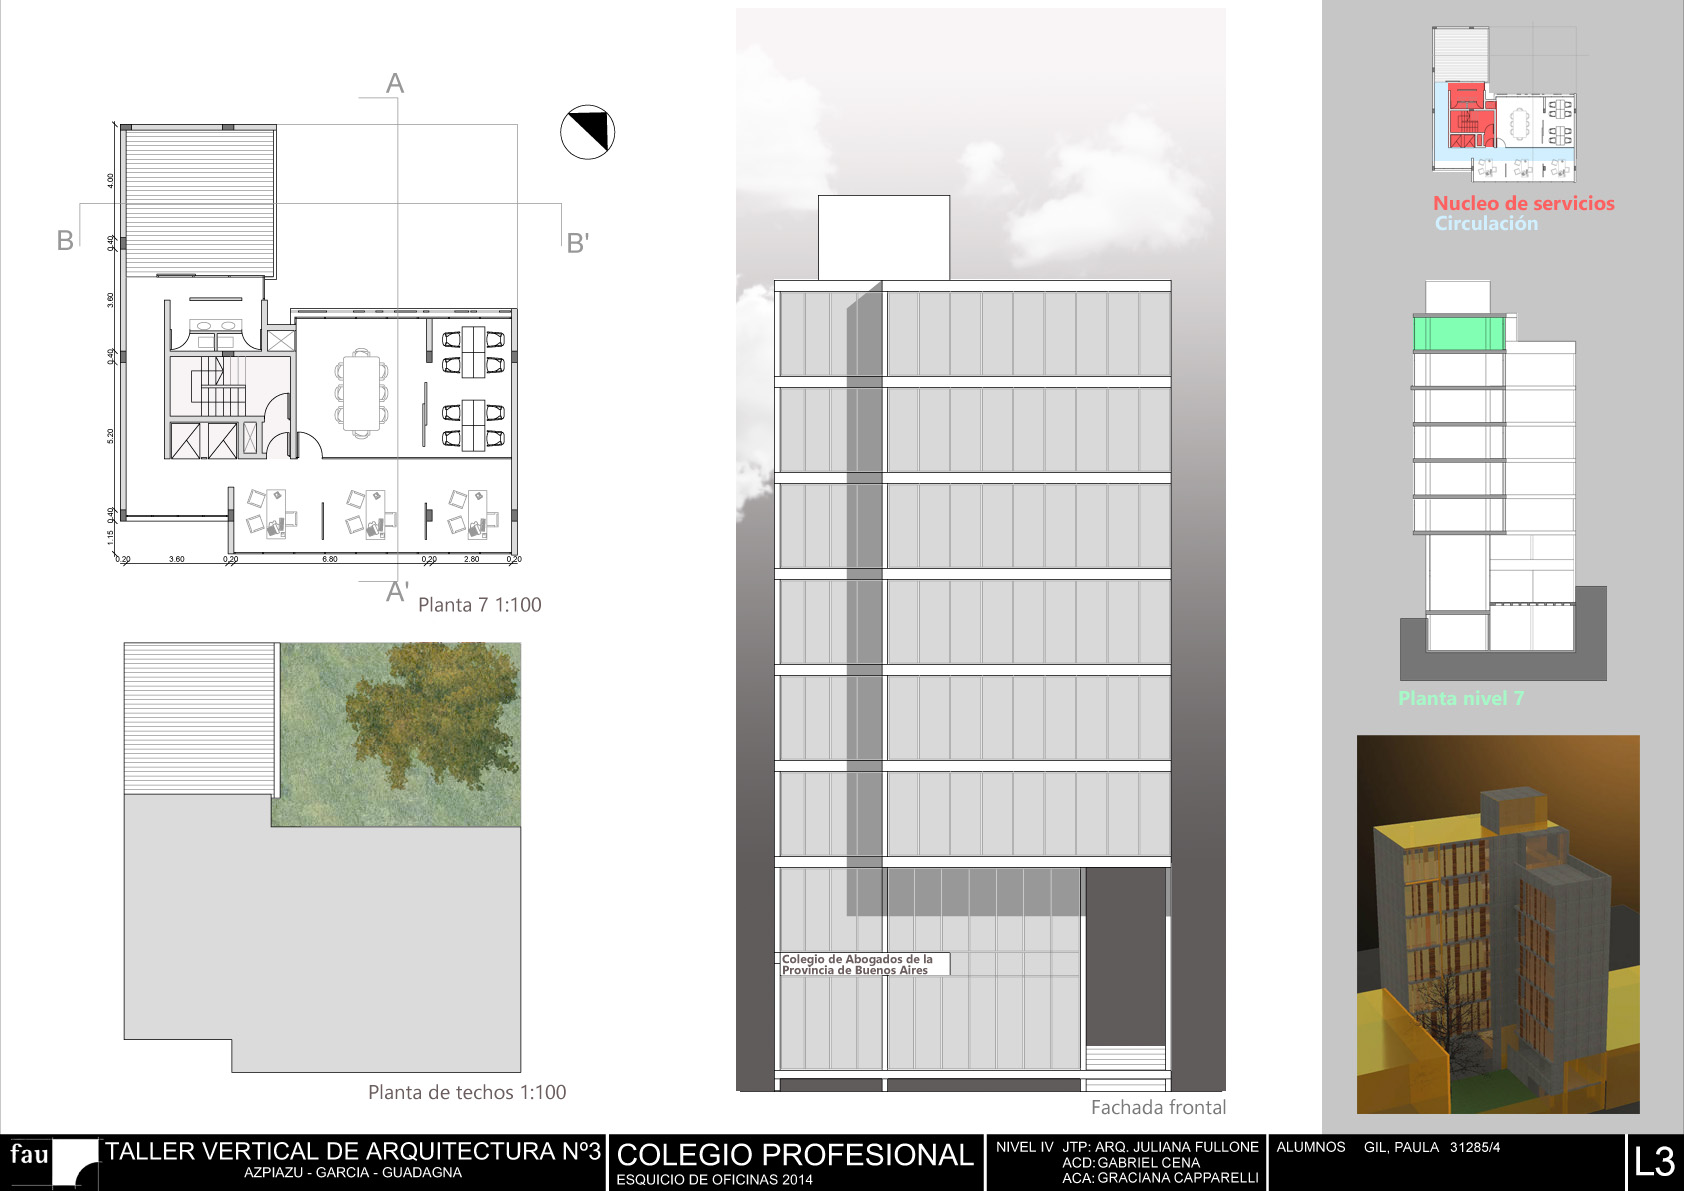 A
B
B'
A'
4.00
0.40
3.60
0.40
5.20
0.40
1.15
0.20
3.60
0.20
6.80
0.20
2.80
0.20
Planta 7 1:100
Planta de techos 1:100
Colegio de Abogados de la
Provincia de Buenos Aires
Fachada frontal
Nucleo de servicios
Circulación
Planta nivel 7
fau
TALLER VERTICAL DE ARQUITECTURA Nº3
AZPIAZU - GARCIA - GUADAGNA
COLEGIO PROFESIONAL
ESQUICIO DE OFICINAS 2014
NIVEL IV JTP: ARQ. JULIANA FULLONE
ACD: GABRIEL CENA
ACA: GRACIANA CAPPARELLI
ALUMNOS GIL, PAULA 31285/4
L3